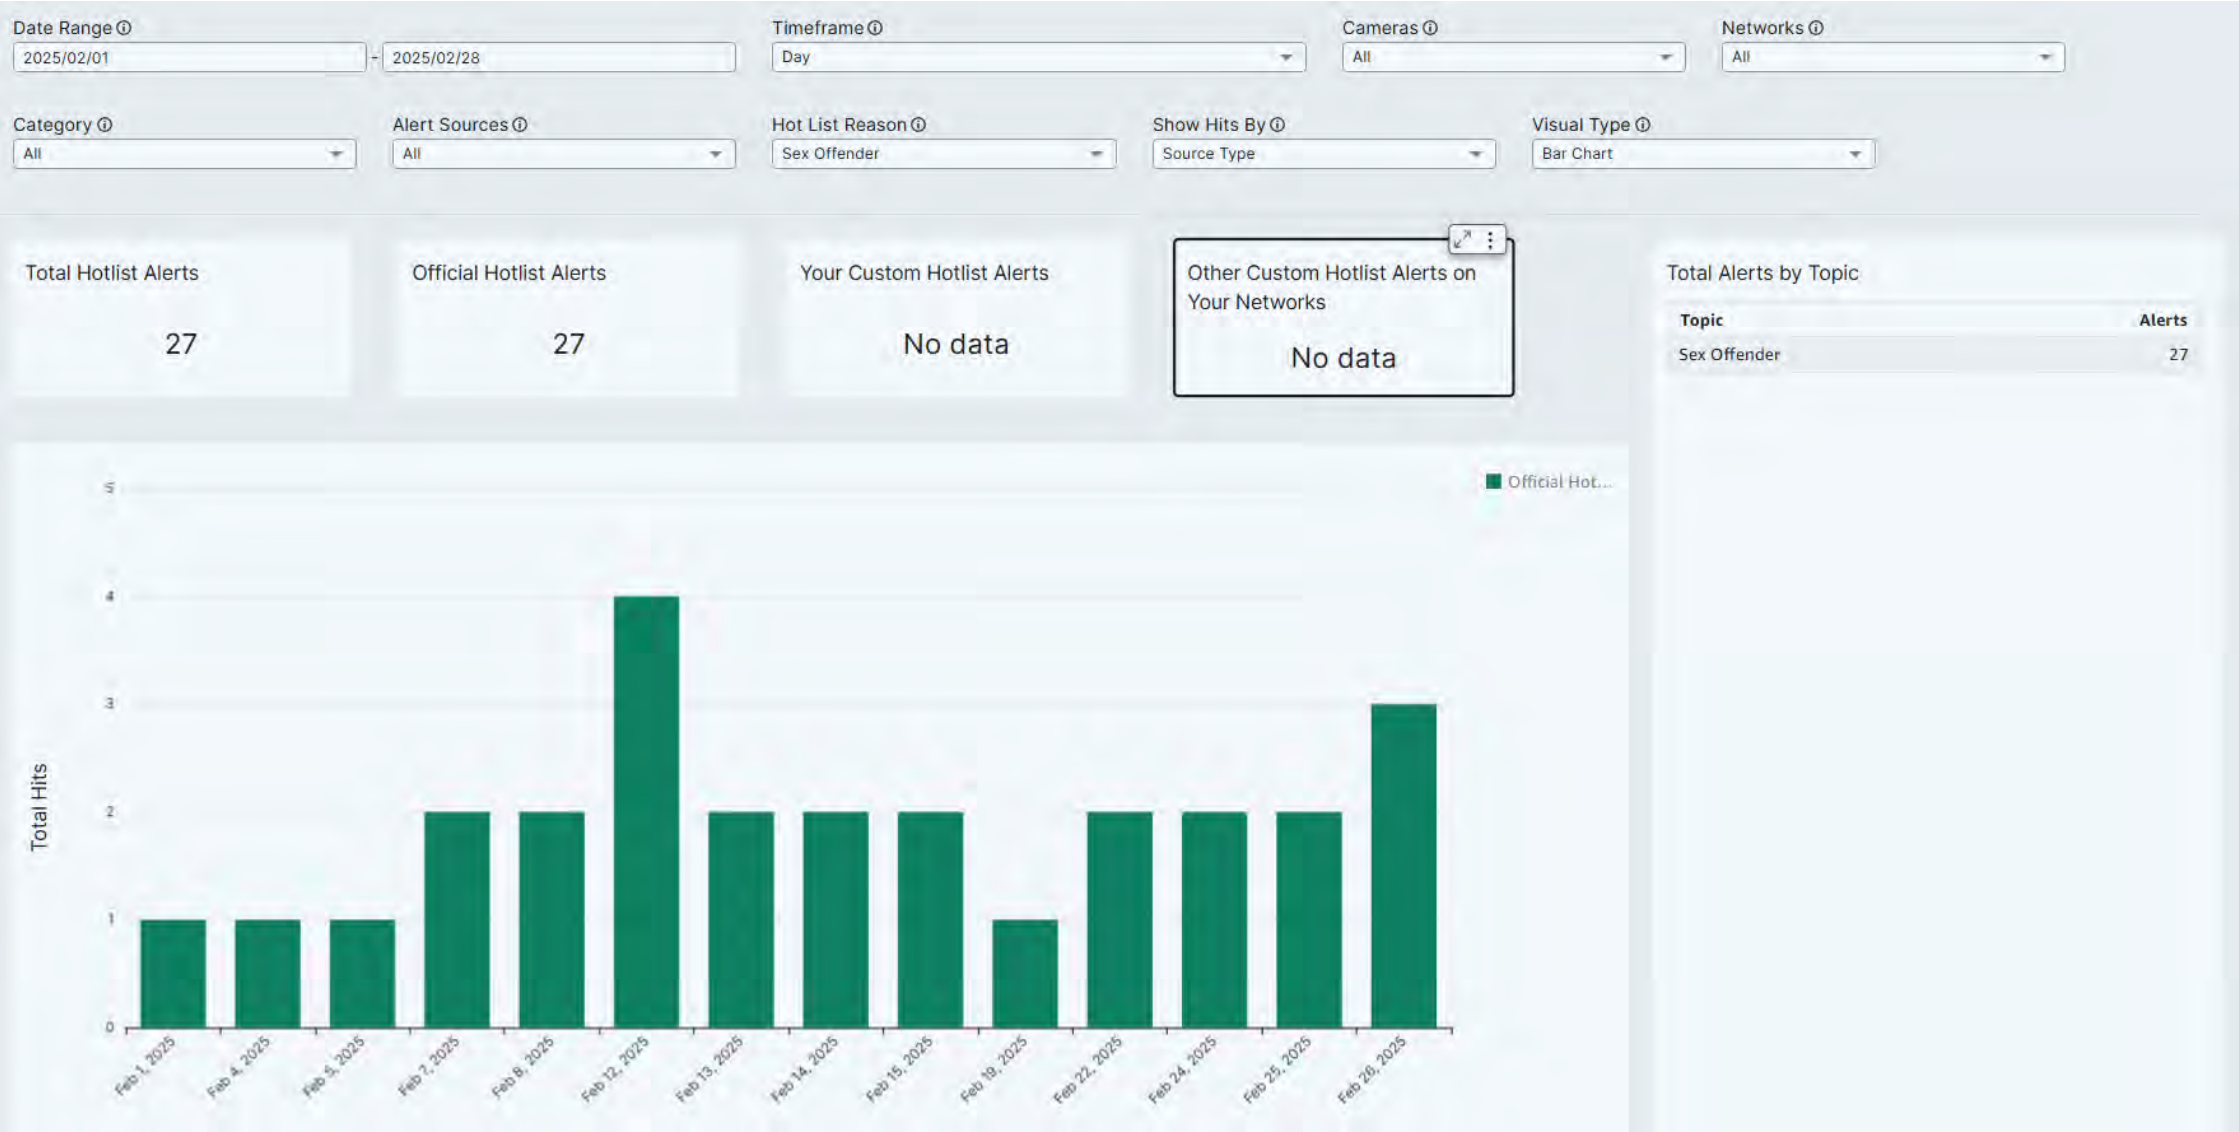 Date Range
Timeframe
Cameras
Networks
2025/02/01
-
2025/02/28
Day
All
All
Category
Alert Sources
Hot List Reason
Show Hits By
Visual Type
All
All
Sex Offender
Source Type
Bar Chart
Total Hotlist Alerts
27
Official Hotlist Alerts
27
Your Custom Hotlist Alerts
No data
Other Custom Hotlist Alerts on
Your Networks
No data
Total Alerts by Topic
Topic Alerts
Sex Offender 27
Official Hot...
Total Hits
5
4
3
2
1
0
Feb 1, 2025
Feb 4, 2025
Feb 5, 2025
Feb 7, 2025
Feb 8, 2025
Feb 12, 2025
Feb 13, 2025
Feb 14, 2025
Feb 15, 2025
Feb 19, 2025
Feb 22, 2025
Feb 24, 2025
Feb 25, 2025